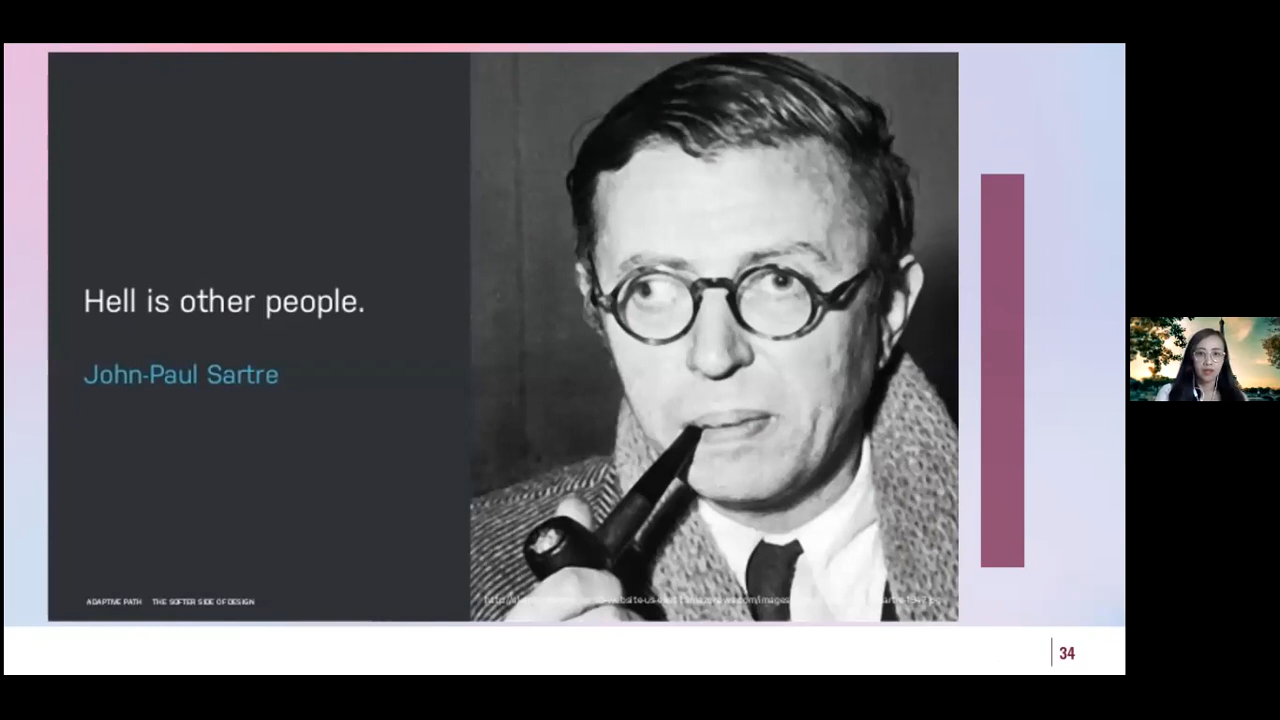 Hell is other people.
John-Paul Sartre
ADAPTIVE PATH THE SOFTER SIDE OF DESIGN
34